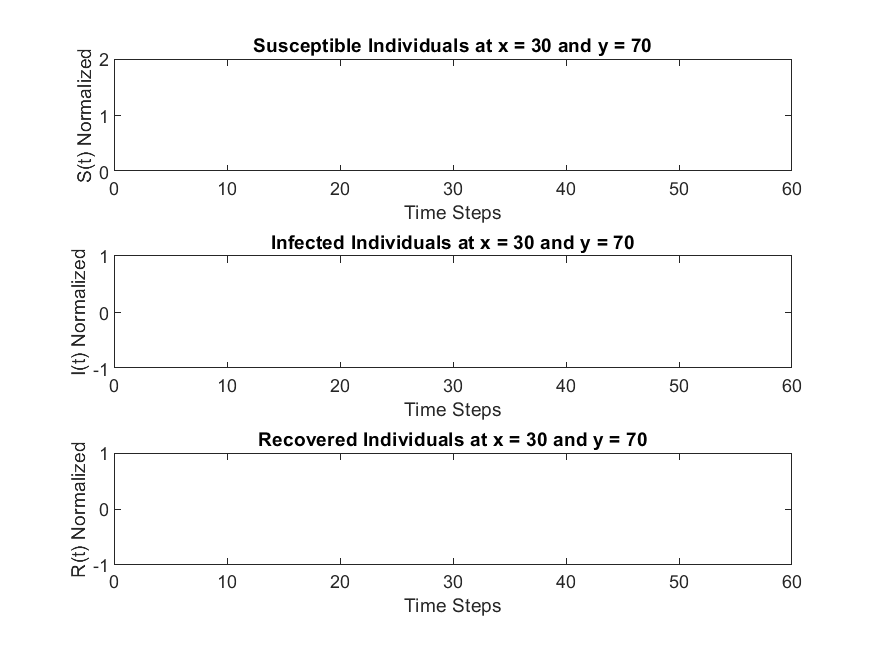 Susceptible Individuals at x = 30 and y = 70
S(t) Normalized
2
1
0
0 10 20 30 40 50 60
Time Steps
Infected Individuals at x = 30 and y = 70
I(t) Normalized
1
0
-1
0 10 20 30 40 50 60
Time Steps
Recovered Individuals at x = 30 and y = 70
R(t) Normalized
1
0
-1
0 10 20 30 40 50 60
Time Steps